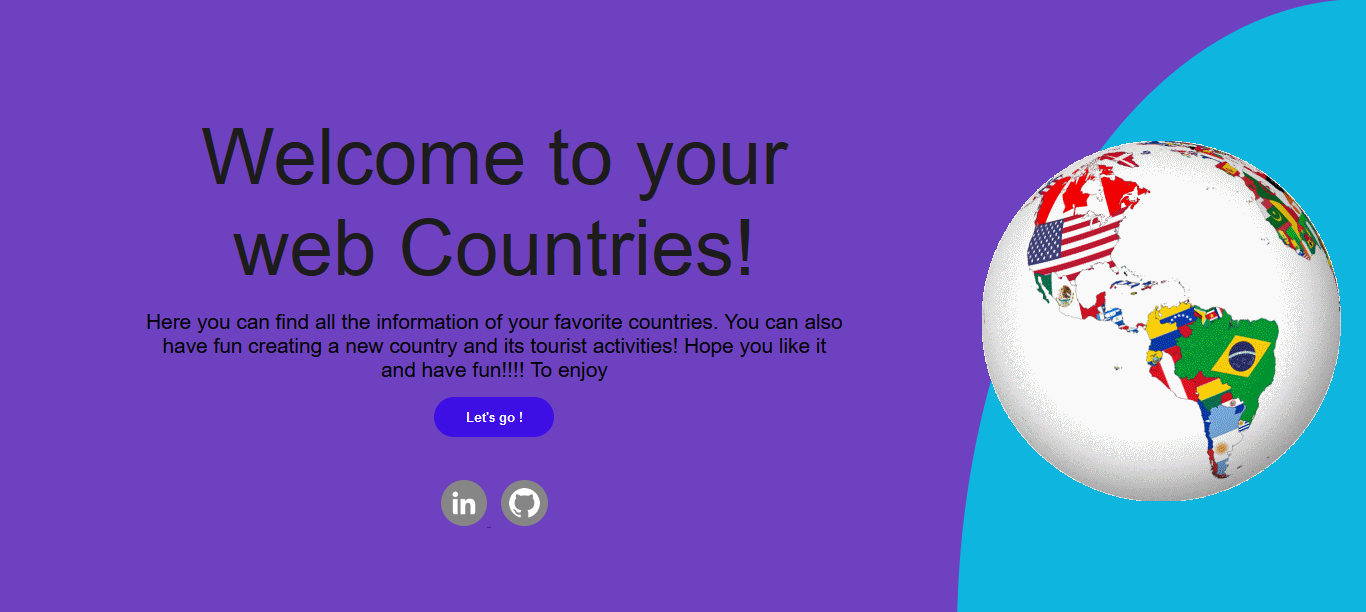 Welcome to your
web Countries!
Here you can find all the information of your favorite countries. You can also
have fun creating a new country and its tourist activities! Hope you like it
and have fun!!!! To enjoy
Let's go !
in